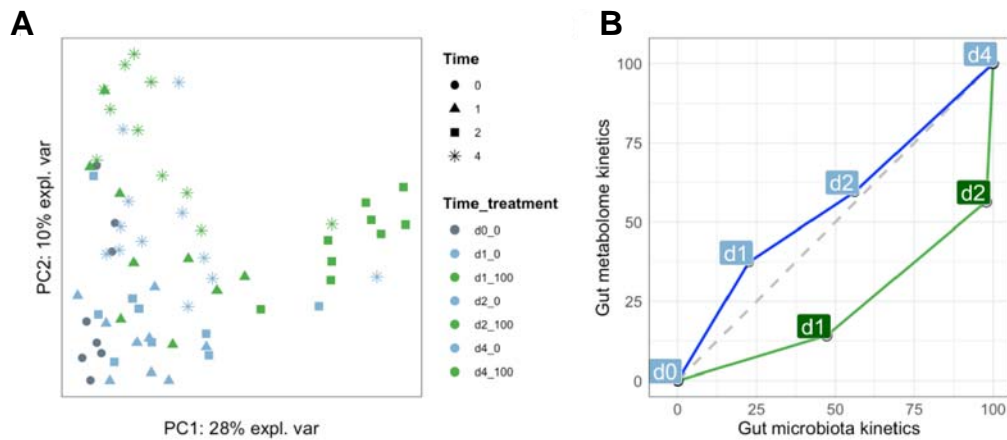 A
PC2: 10% expl. var
PC1: 28% expl. var
Time
0
1
2
4
Time_treatment
d0_0
d1_0
d1_100
d2_0
d2_100
d4_0
d4_100
B
Gut metabolome kinetics
100
75
50
25
0
d4
d2
d2
d1
d1
d0
0
25
50
75
100
Gut microbiota kinetics